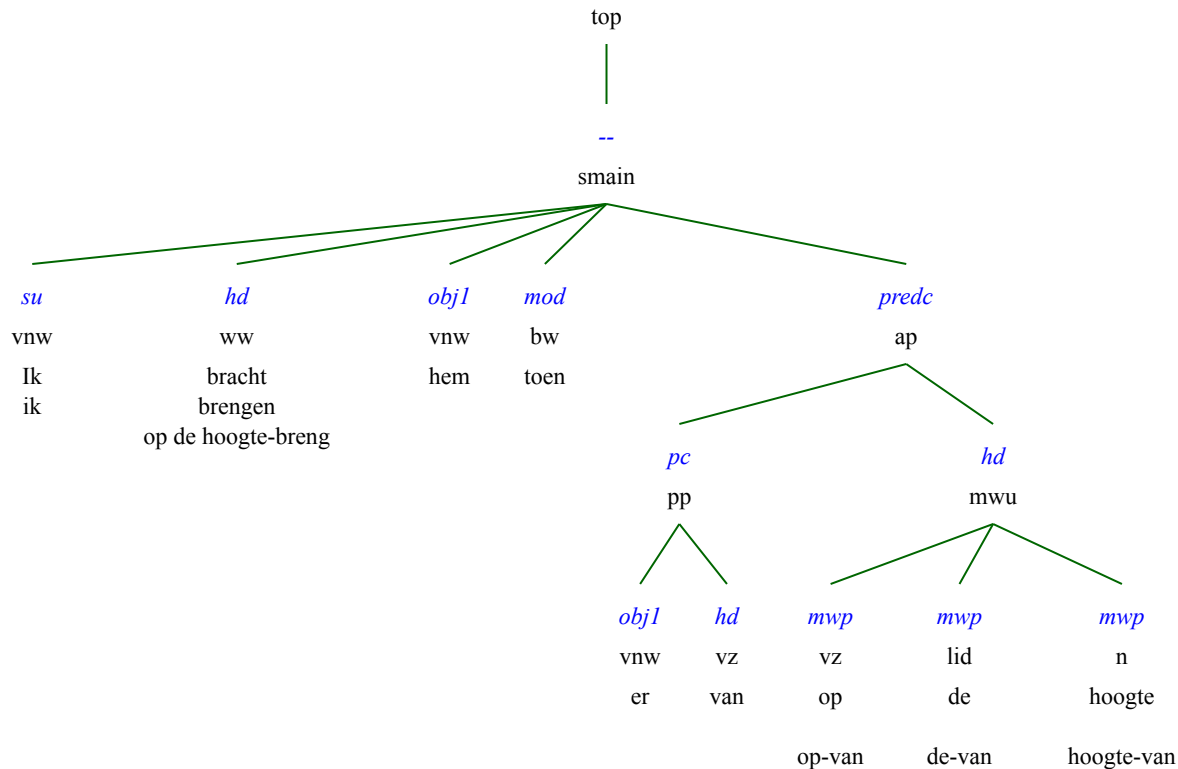 top
--
smain
su hd obj1 mod predc
vnw ww vnw bw ap
Ik bracht hem toen
ik brengen
op de hoogte-breng
pc hd
pp mwu
obj1 hd mwp mwp mwp
vnw vz vz lid n
er van op de hoogte
op-van de-van hoogte-van